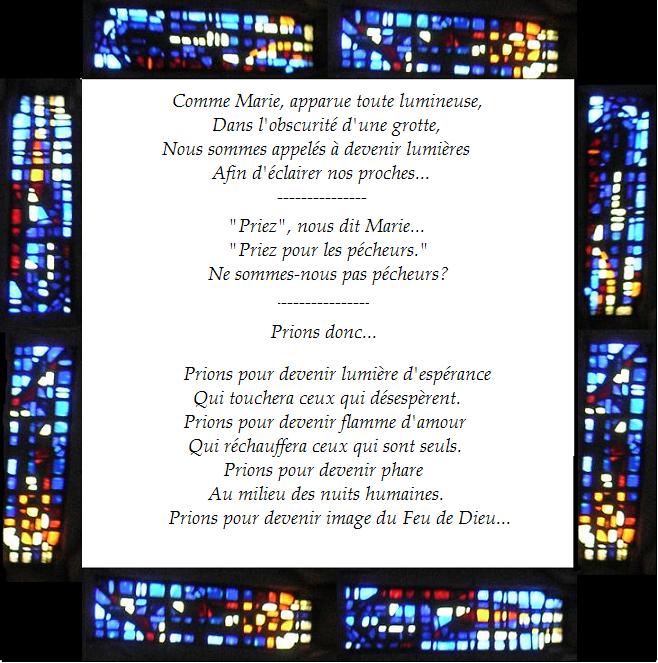 Comme Marie, apparue toute lumineuse,
Dans l'obscurité d'une grotte,
Nous sommes appelés à devenir lumières
Afin d'éclairer nos proches...
---------------
"Priez", nous dit Marie...
"Priez pour les pécheurs."
Ne sommes-nous pas pécheurs?
----------------
Prions donc...
Prions pour devenir lumière d'espérance
Qui touchera ceux qui désespèrent.
Prions pour devenir flamme d'amour
Qui réchauffera ceux qui sont seuls.
Prions pour devenir phare
Au milieu des nuits humaines.
Prions pour devenir image du Feu de Dieu...